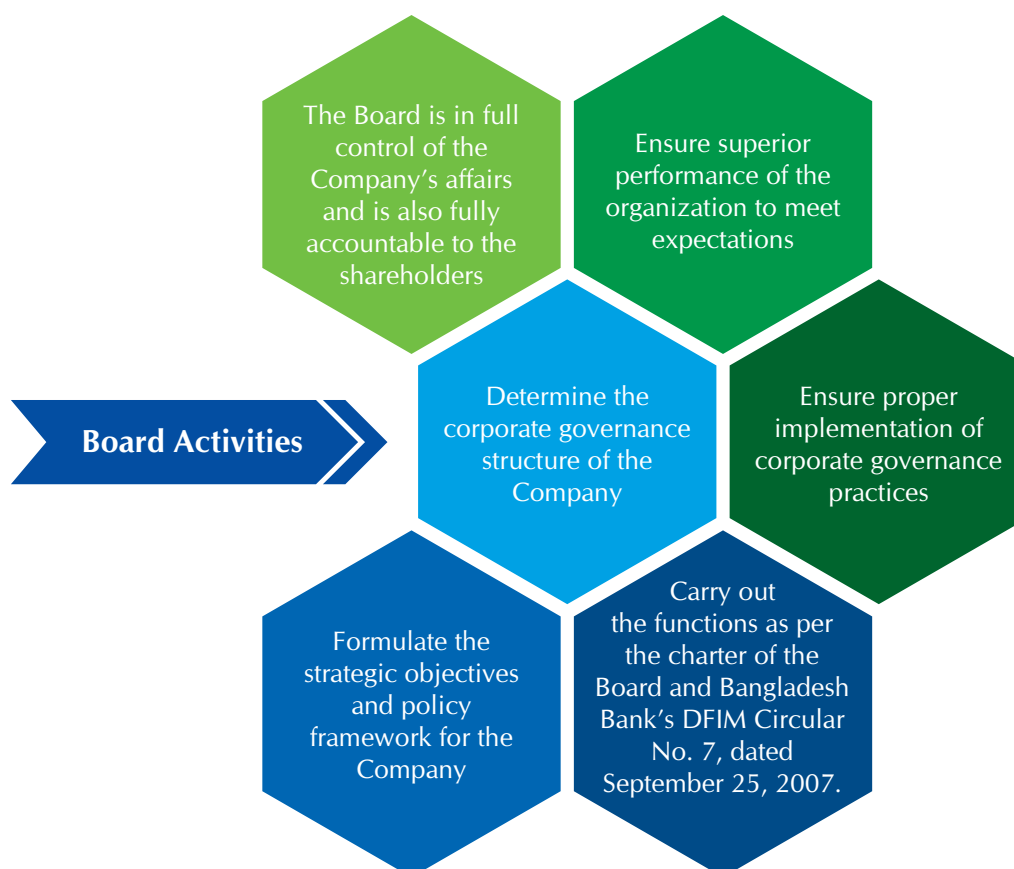 The Board is in full
control of the
Company’s affairs
and is also fully
accountable to the
shareholders
Ensure superior
performance of the
organization to meet
expectations
Board Activities
Determine the
corporate governance
structure of the
Company
Ensure proper
implementation of
corporate governance
practices
Formulate the
strategic objectives
and policy
framework for the
Company
Carry out
the functions as per
the charter of the
Board and Bangladesh
Bank’s DFIM Circular
No. 7, dated
September 25, 2007.